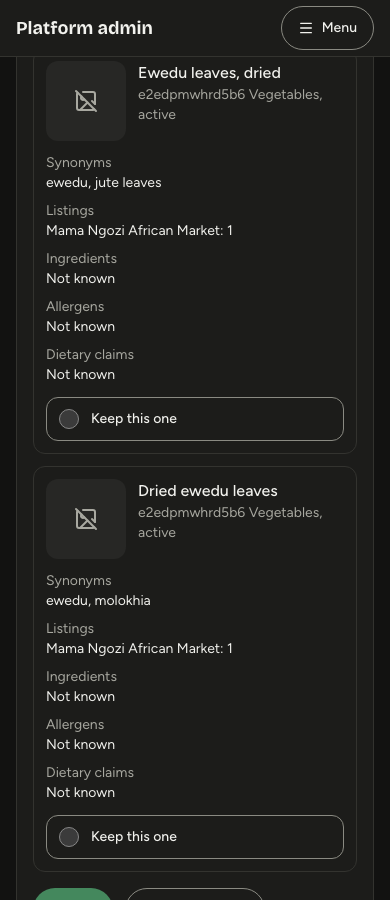 Platform admin
Menu
Ewedu leaves, dried
e2edpmwhrd5b6 Vegetables,
active
Synonyms
ewedu, jute leaves
Listings
Mama Ngozi African Market: 1
Ingredients
Not known
Allergens
Not known
Dietary claims
Not known
Keep this one
Dried ewedu leaves
e2edpmwhrd5b6 Vegetables,
active
Synonyms
ewedu, molokhia
Listings
Mama Ngozi African Market: 1
Ingredients
Not known
Allergens
Not known
Dietary claims
Not known
Keep this one